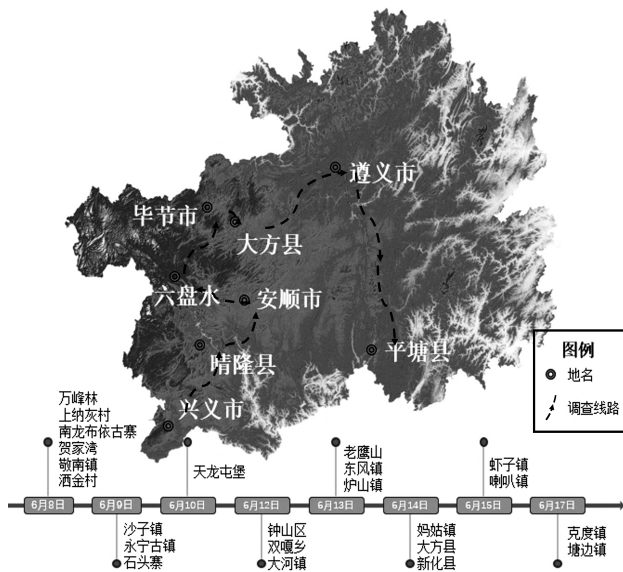 遵义市
毕节市
大方县
六盘水
安顺市
晴隆县
平塘县
兴义市
图例
地名
调查线路
万峰林
上纳灰村
南龙布依古寨
贺家湾
敬南镇
洒金村
天龙屯堡
老鹰山
东风镇
炉山镇
虾子镇
喇叭镇
6月8日
6月9日
6月10日
6月12日
6月13日
6月14日
6月15日
6月17日
沙子镇
永宁古镇
石头寨
钟山区
双嘎乡
大河镇
妈姑镇
大方县
新化县
克度镇
塘边镇